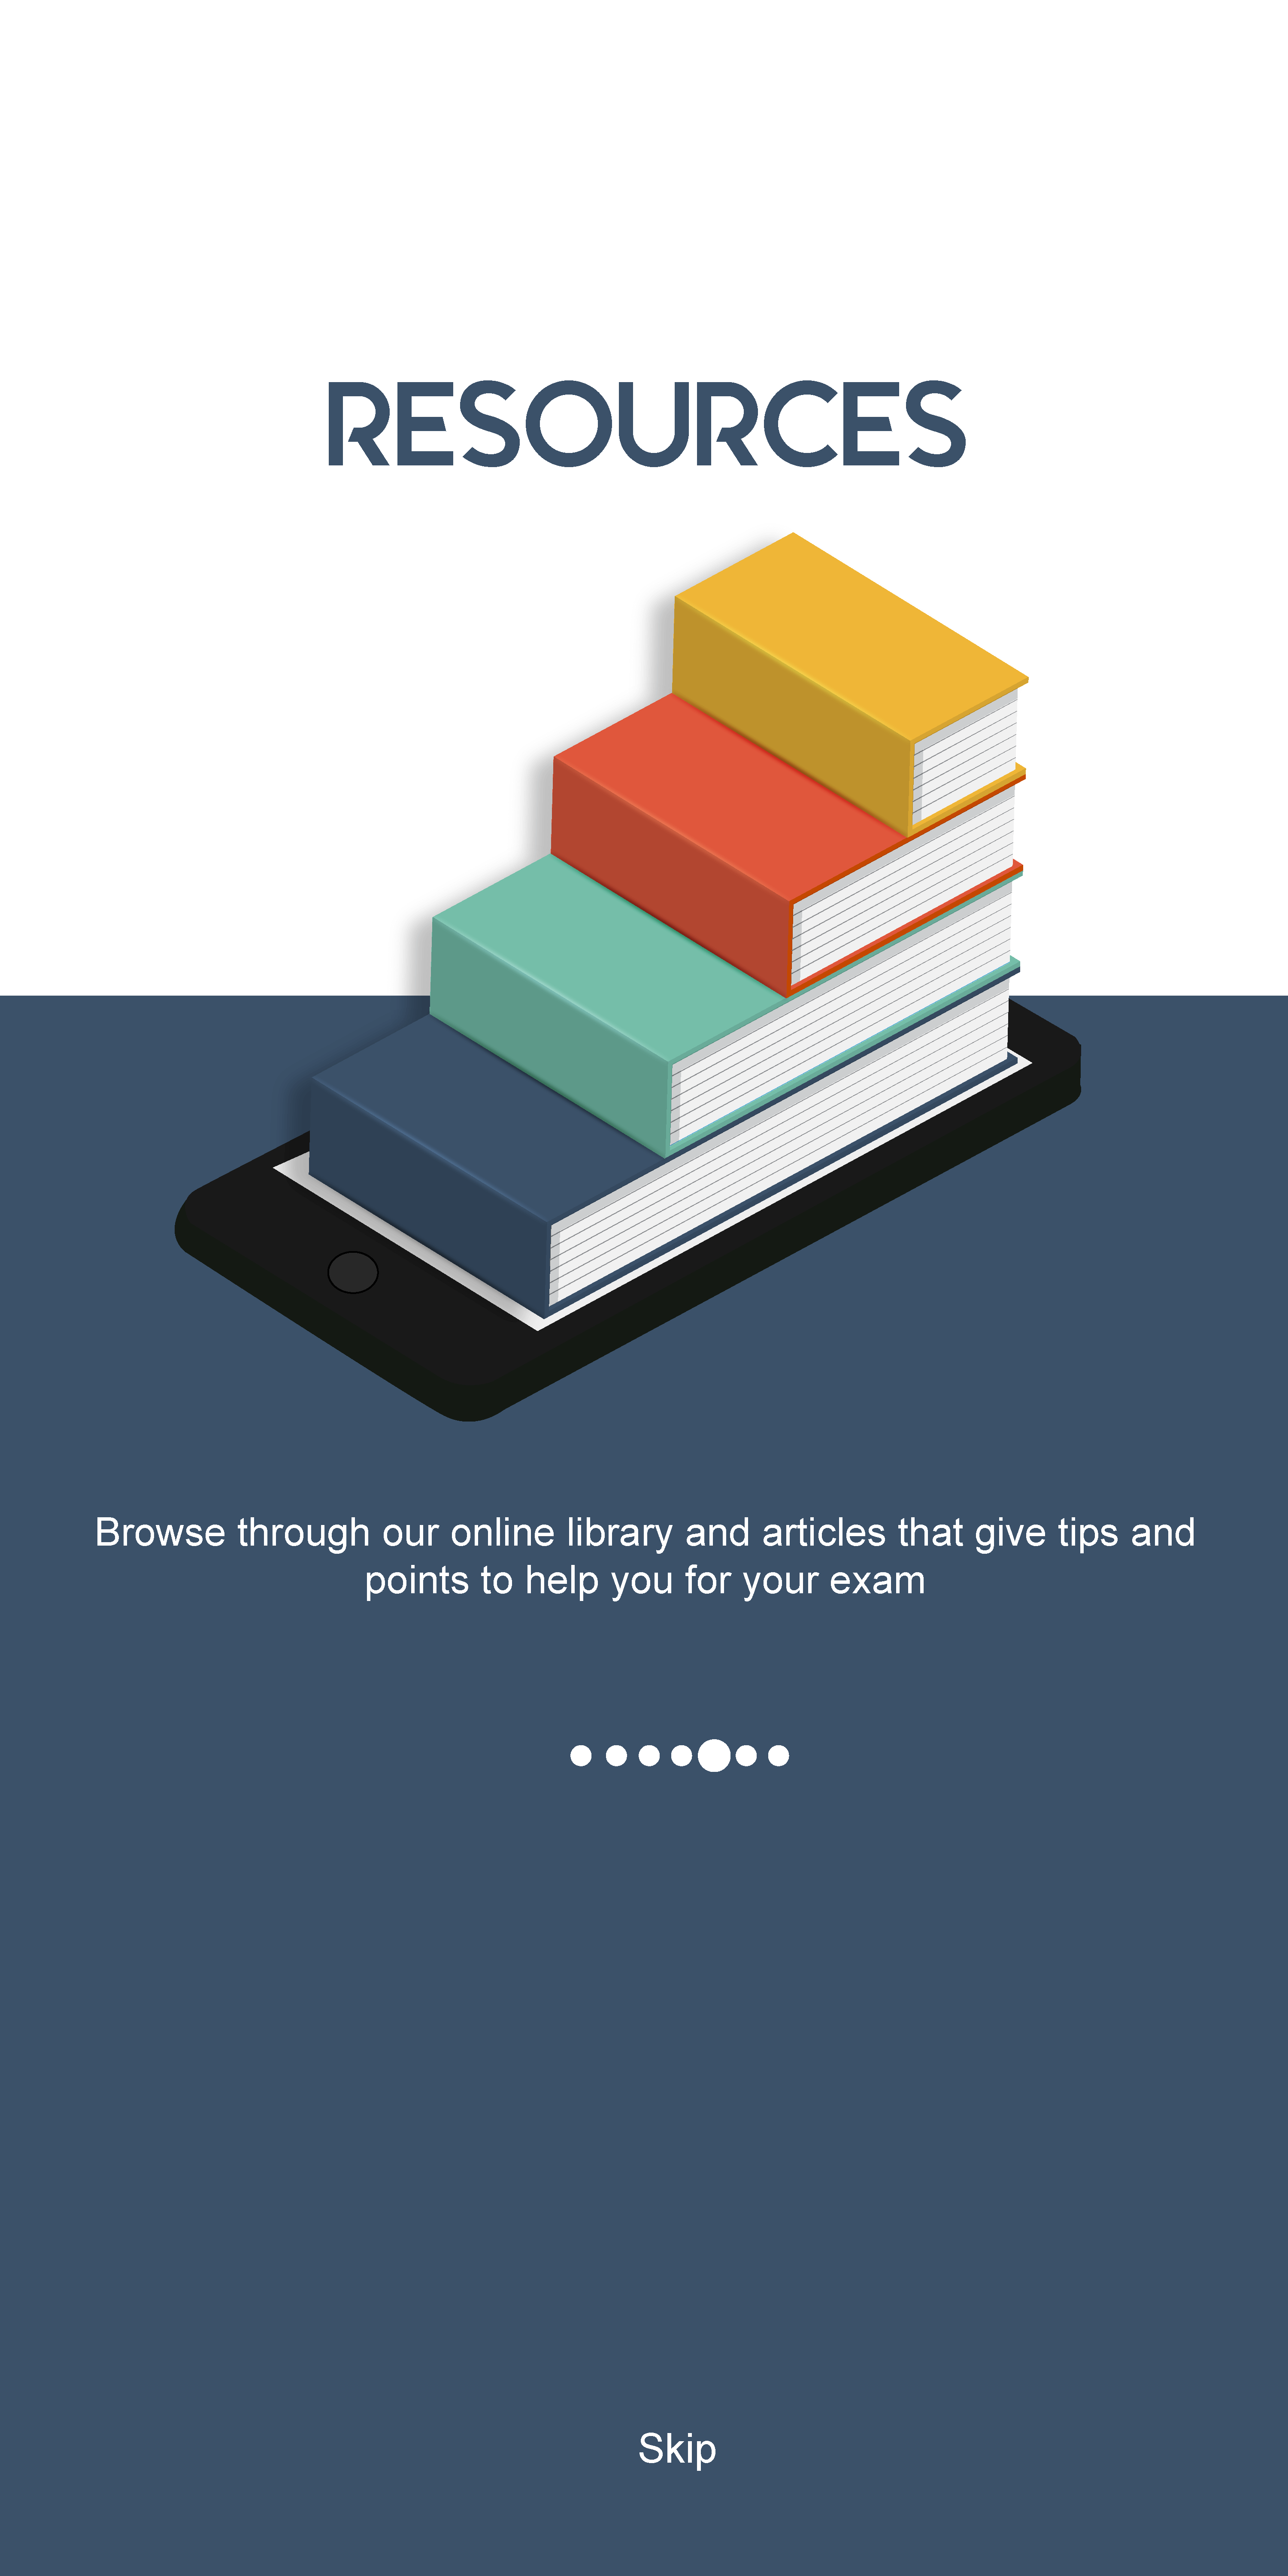 RESOURCES
Browse through our online library and articles that give tips and
points to help you for your exam
Skip